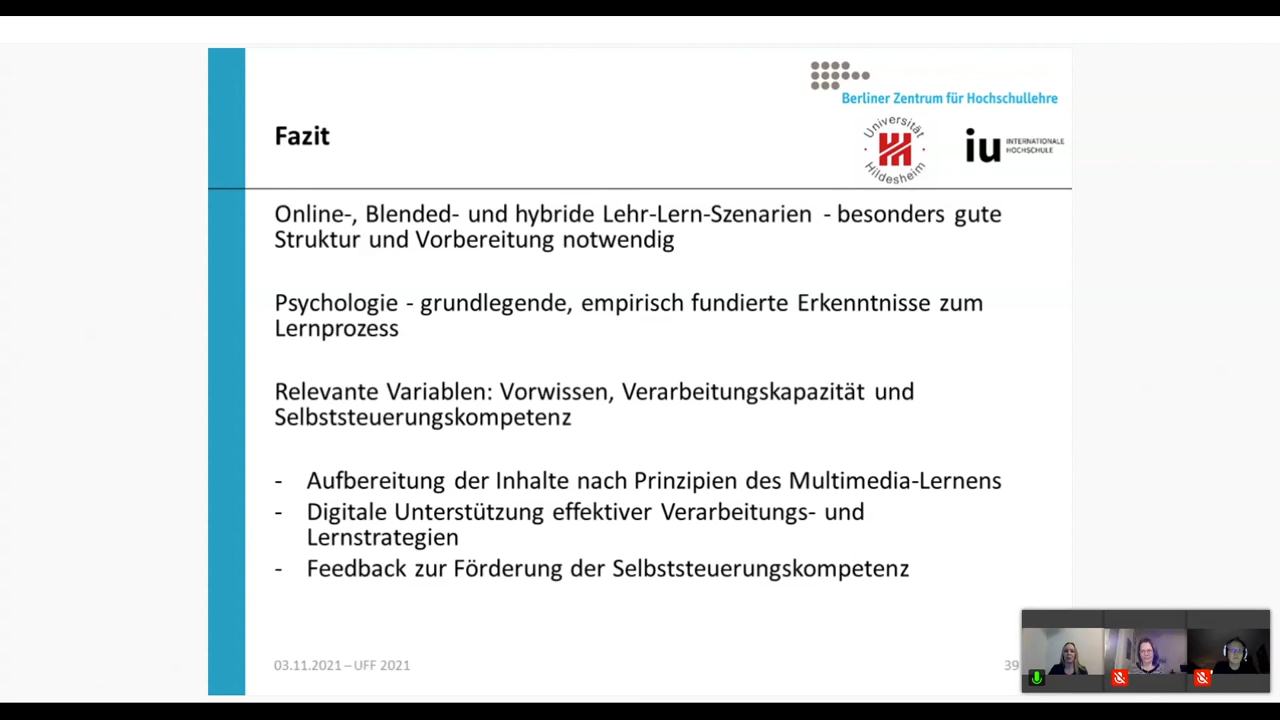 Berliner Zentrum für Hochschullehre
Fazit
Universität
Hildesheim
iu INTERNATIONALE
HOCHSCHULE
Online-, Blended- und hybride Lehr-Lern-Szenarien - besonders gute
Struktur und Vorbereitung notwendig
Psychologie - grundlegende, empirisch fundierte Erkenntnisse zum
Lernprozess
Relevante Variablen: Vorwissen, Verarbeitungskapazität und
Selbststeuerungskompetenz
- Aufbereitung der Inhalte nach Prinzipien des Multimedia-Lernens
- Digitale Unterstützung effektiver Verarbeitungs- und
Lernstrategien
- Feedback zur Förderung der Selbststeuerungskompetenz
03.11.2021 – UFF 2021
39